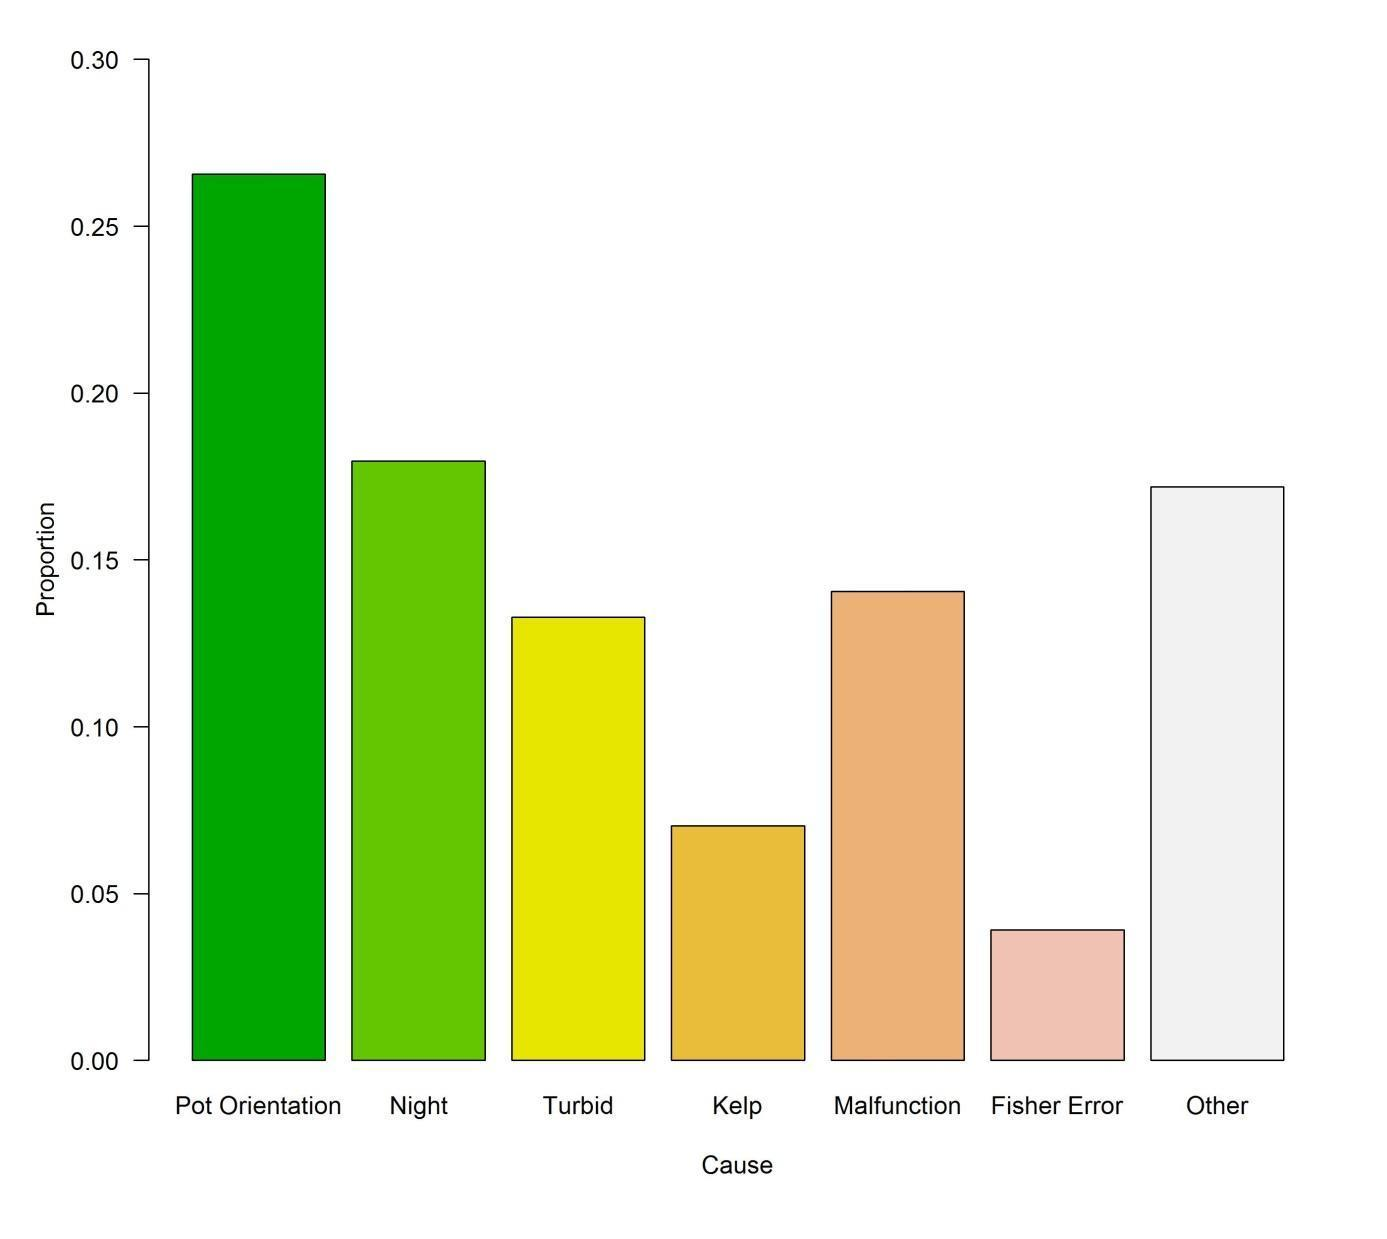 0.30
0.25
0.20
0.15
0.10
0.05
0.00
Proportion
Pot Orientation Night Turbid Kelp Malfunction Fisher Error Other
Cause